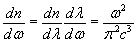 dn/dω = dn/dλ dλ/dω = ω²/π²c³